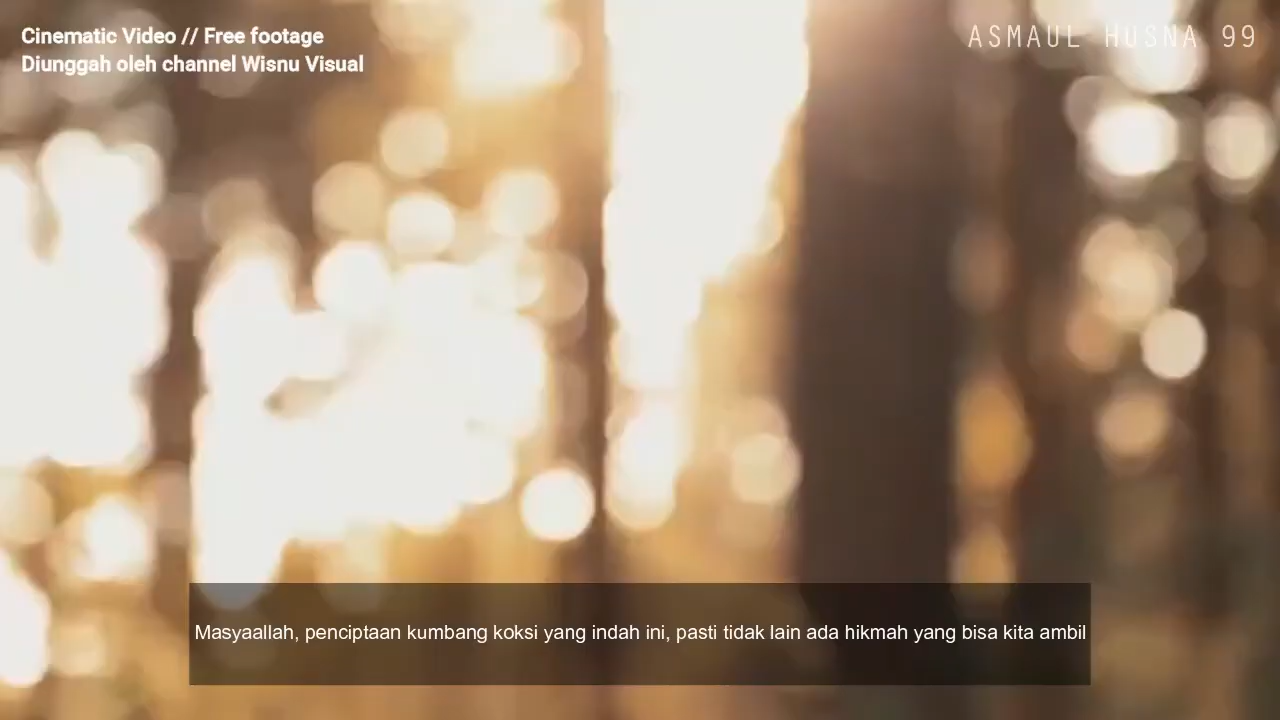 Cinematic Video // Free footage
Diunggah oleh channel Wisnu Visual
ASMAUL HUSNA 99
Masyaallah, penciptaan kumbang koksi yang indah ini, pasti tidak lain ada hikmah yang bisa kita ambil